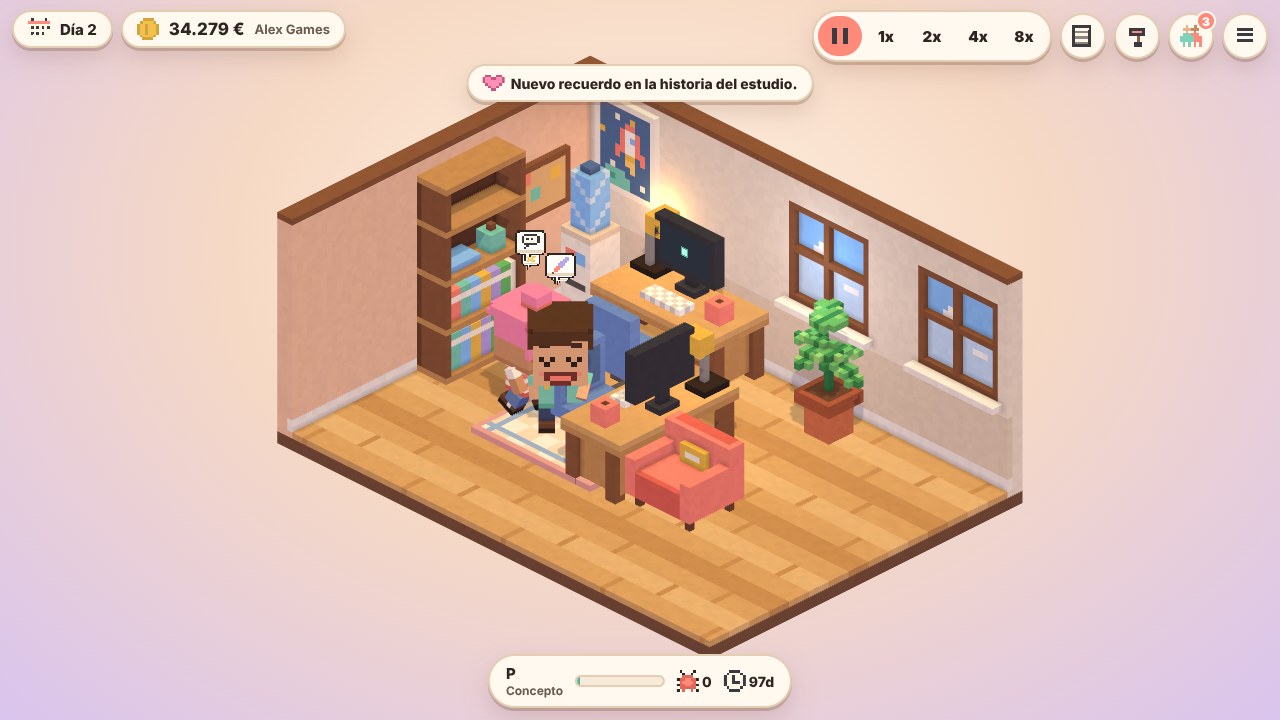 Día 2
34.279 € Alex Games
1x 2x 4x 8x
3
Nuevo recuerdo en la historia del estudio.
P
Concepto
0
97d